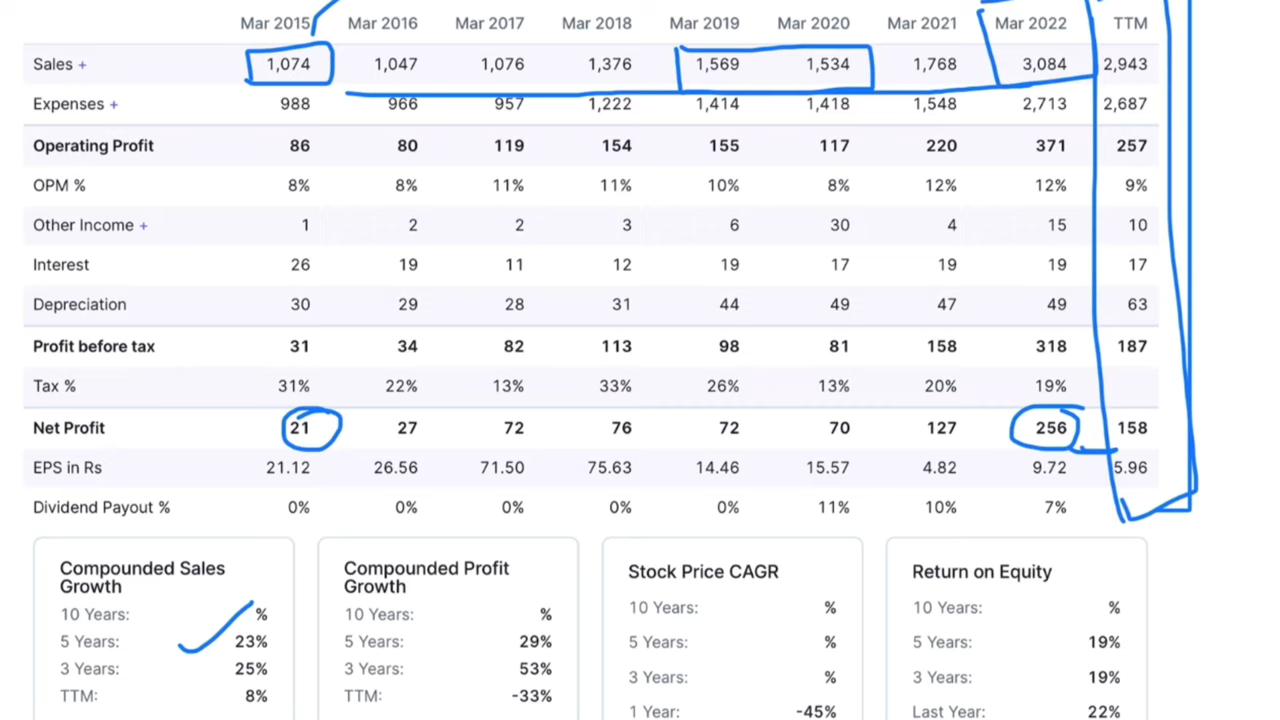 Mar 2015 Mar 2016 Mar 2017 Mar 2018 Mar 2019 Mar 2020 Mar 2021 Mar 2022 TTM
Sales + 1,074 1,047 1,076 1,376 1,569 1,534 1,768 3,084 2,943
Expenses + 988 966 957 1,222 1,414 1,418 1,548 2,713 2,687
Operating Profit 86 80 119 154 155 117 220 371 257
OPM % 8% 8% 11% 11% 10% 8% 12% 12% 9%
Other Income + 1 2 2 3 6 30 4 15 10
Interest 26 19 11 12 19 17 19 19 17
Depreciation 30 29 28 31 44 49 47 49 63
Profit before tax 31 34 82 113 98 81 158 318 187
Tax % 31% 22% 13% 33% 26% 13% 20% 19%
Net Profit 21 27 72 76 72 70 127 256 158
EPS in Rs 21.12 26.56 71.50 75.63 14.46 15.57 4.82 9.72 5.96
Dividend Payout % 0% 0% 0% 0% 0% 11% 10% 7%
Compounded Sales
Growth
10 Years: %
5 Years: 23%
3 Years: 25%
TTM: 8%
Compounded Profit
Growth
10 Years: %
5 Years: 29%
3 Years: 53%
TTM: -33%
Stock Price CAGR
10 Years: %
5 Years: %
3 Years: %
1 Year: -45%
Return on Equity
10 Years: %
5 Years: 19%
3 Years: 19%
Last Year: 22%